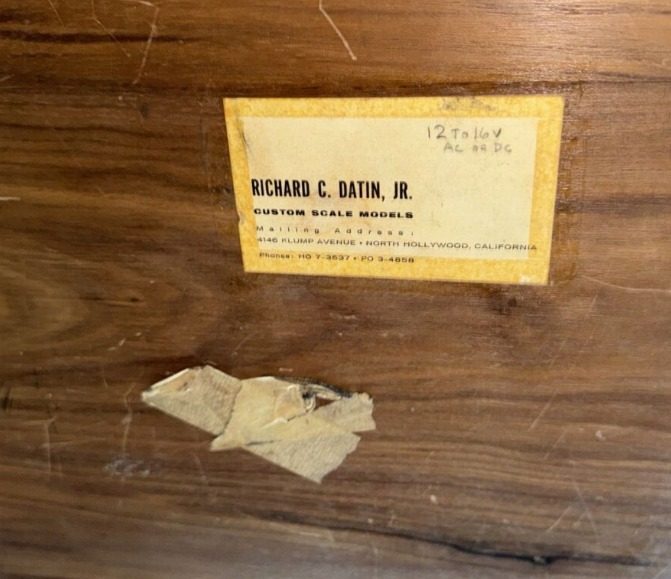 12 To 16V
AC or DC
RICHARD C. DATIN, JR.
CUSTOM SCALE MODELS
Mailing Address:
4146 KLUMP AVENUE • NORTH HOLLYWOOD, CALIFORNIA
Phones: HO 7-3537 • PO 3-4858